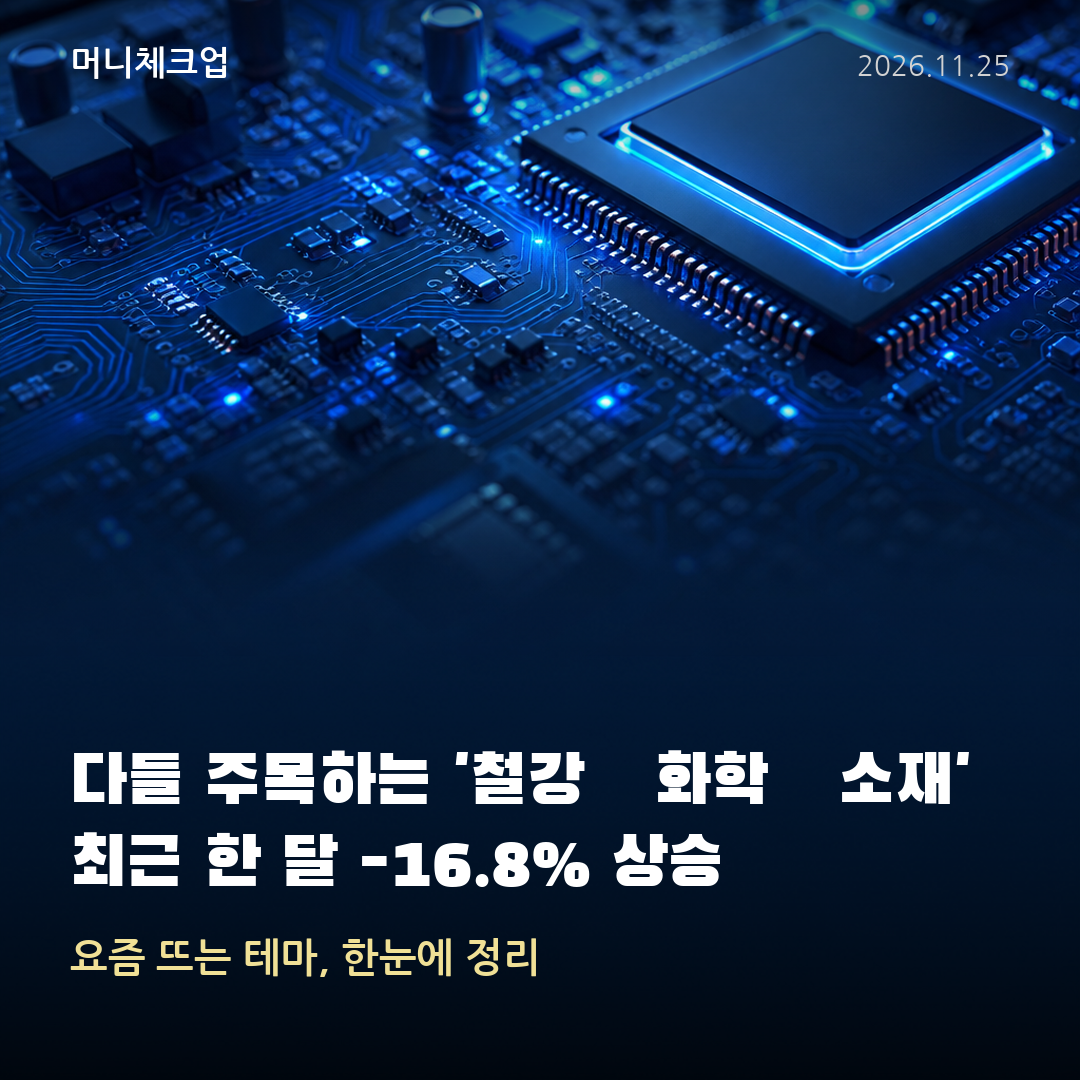 머니체크업
2026.11.25
다들 주목하는 '철강 화학 소재'
최근 한 달 -16.8% 상승
요즘 뜨는 테마, 한눈에 정리